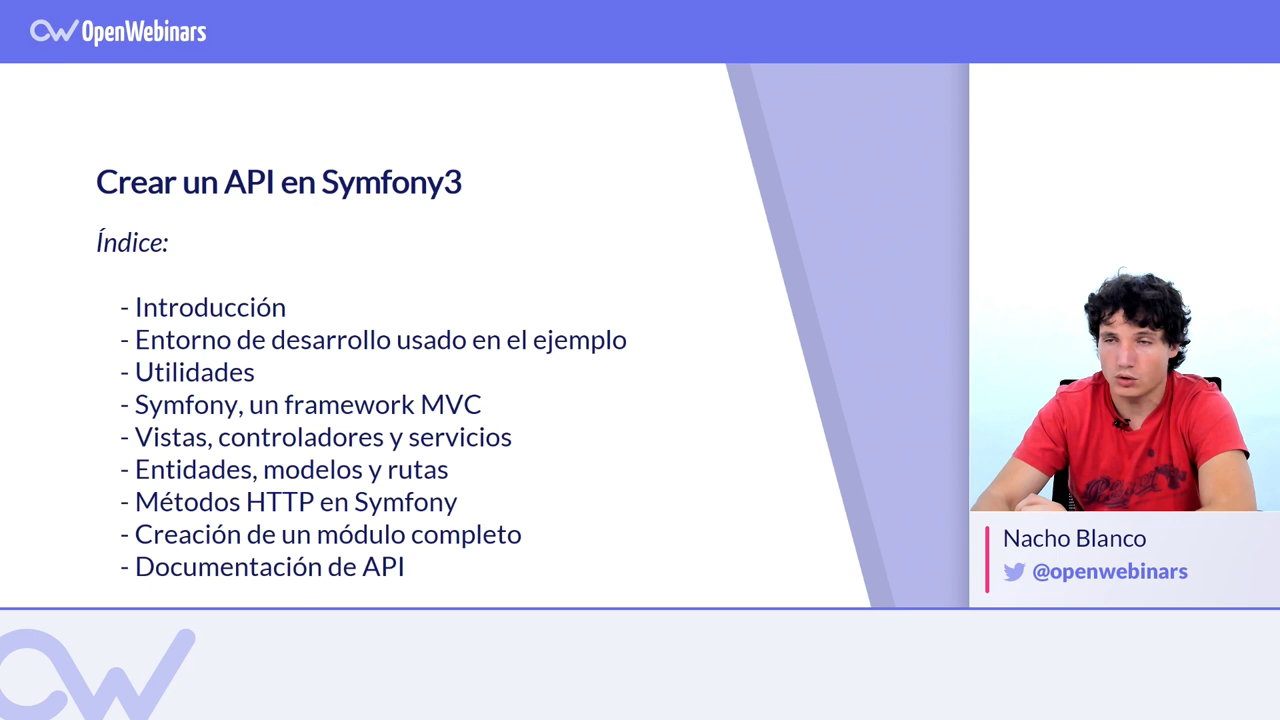 OpenWebinars
Crear un API en Symfony3
Índice:
- Introducción
- Entorno de desarrollo usado en el ejemplo
- Utilidades
- Symfony, un framework MVC
- Vistas, controladores y servicios
- Entidades, modelos y rutas
- Métodos HTTP en Symfony
- Creación de un módulo completo
- Documentación de API
Nacho Blanco
@openwebinars